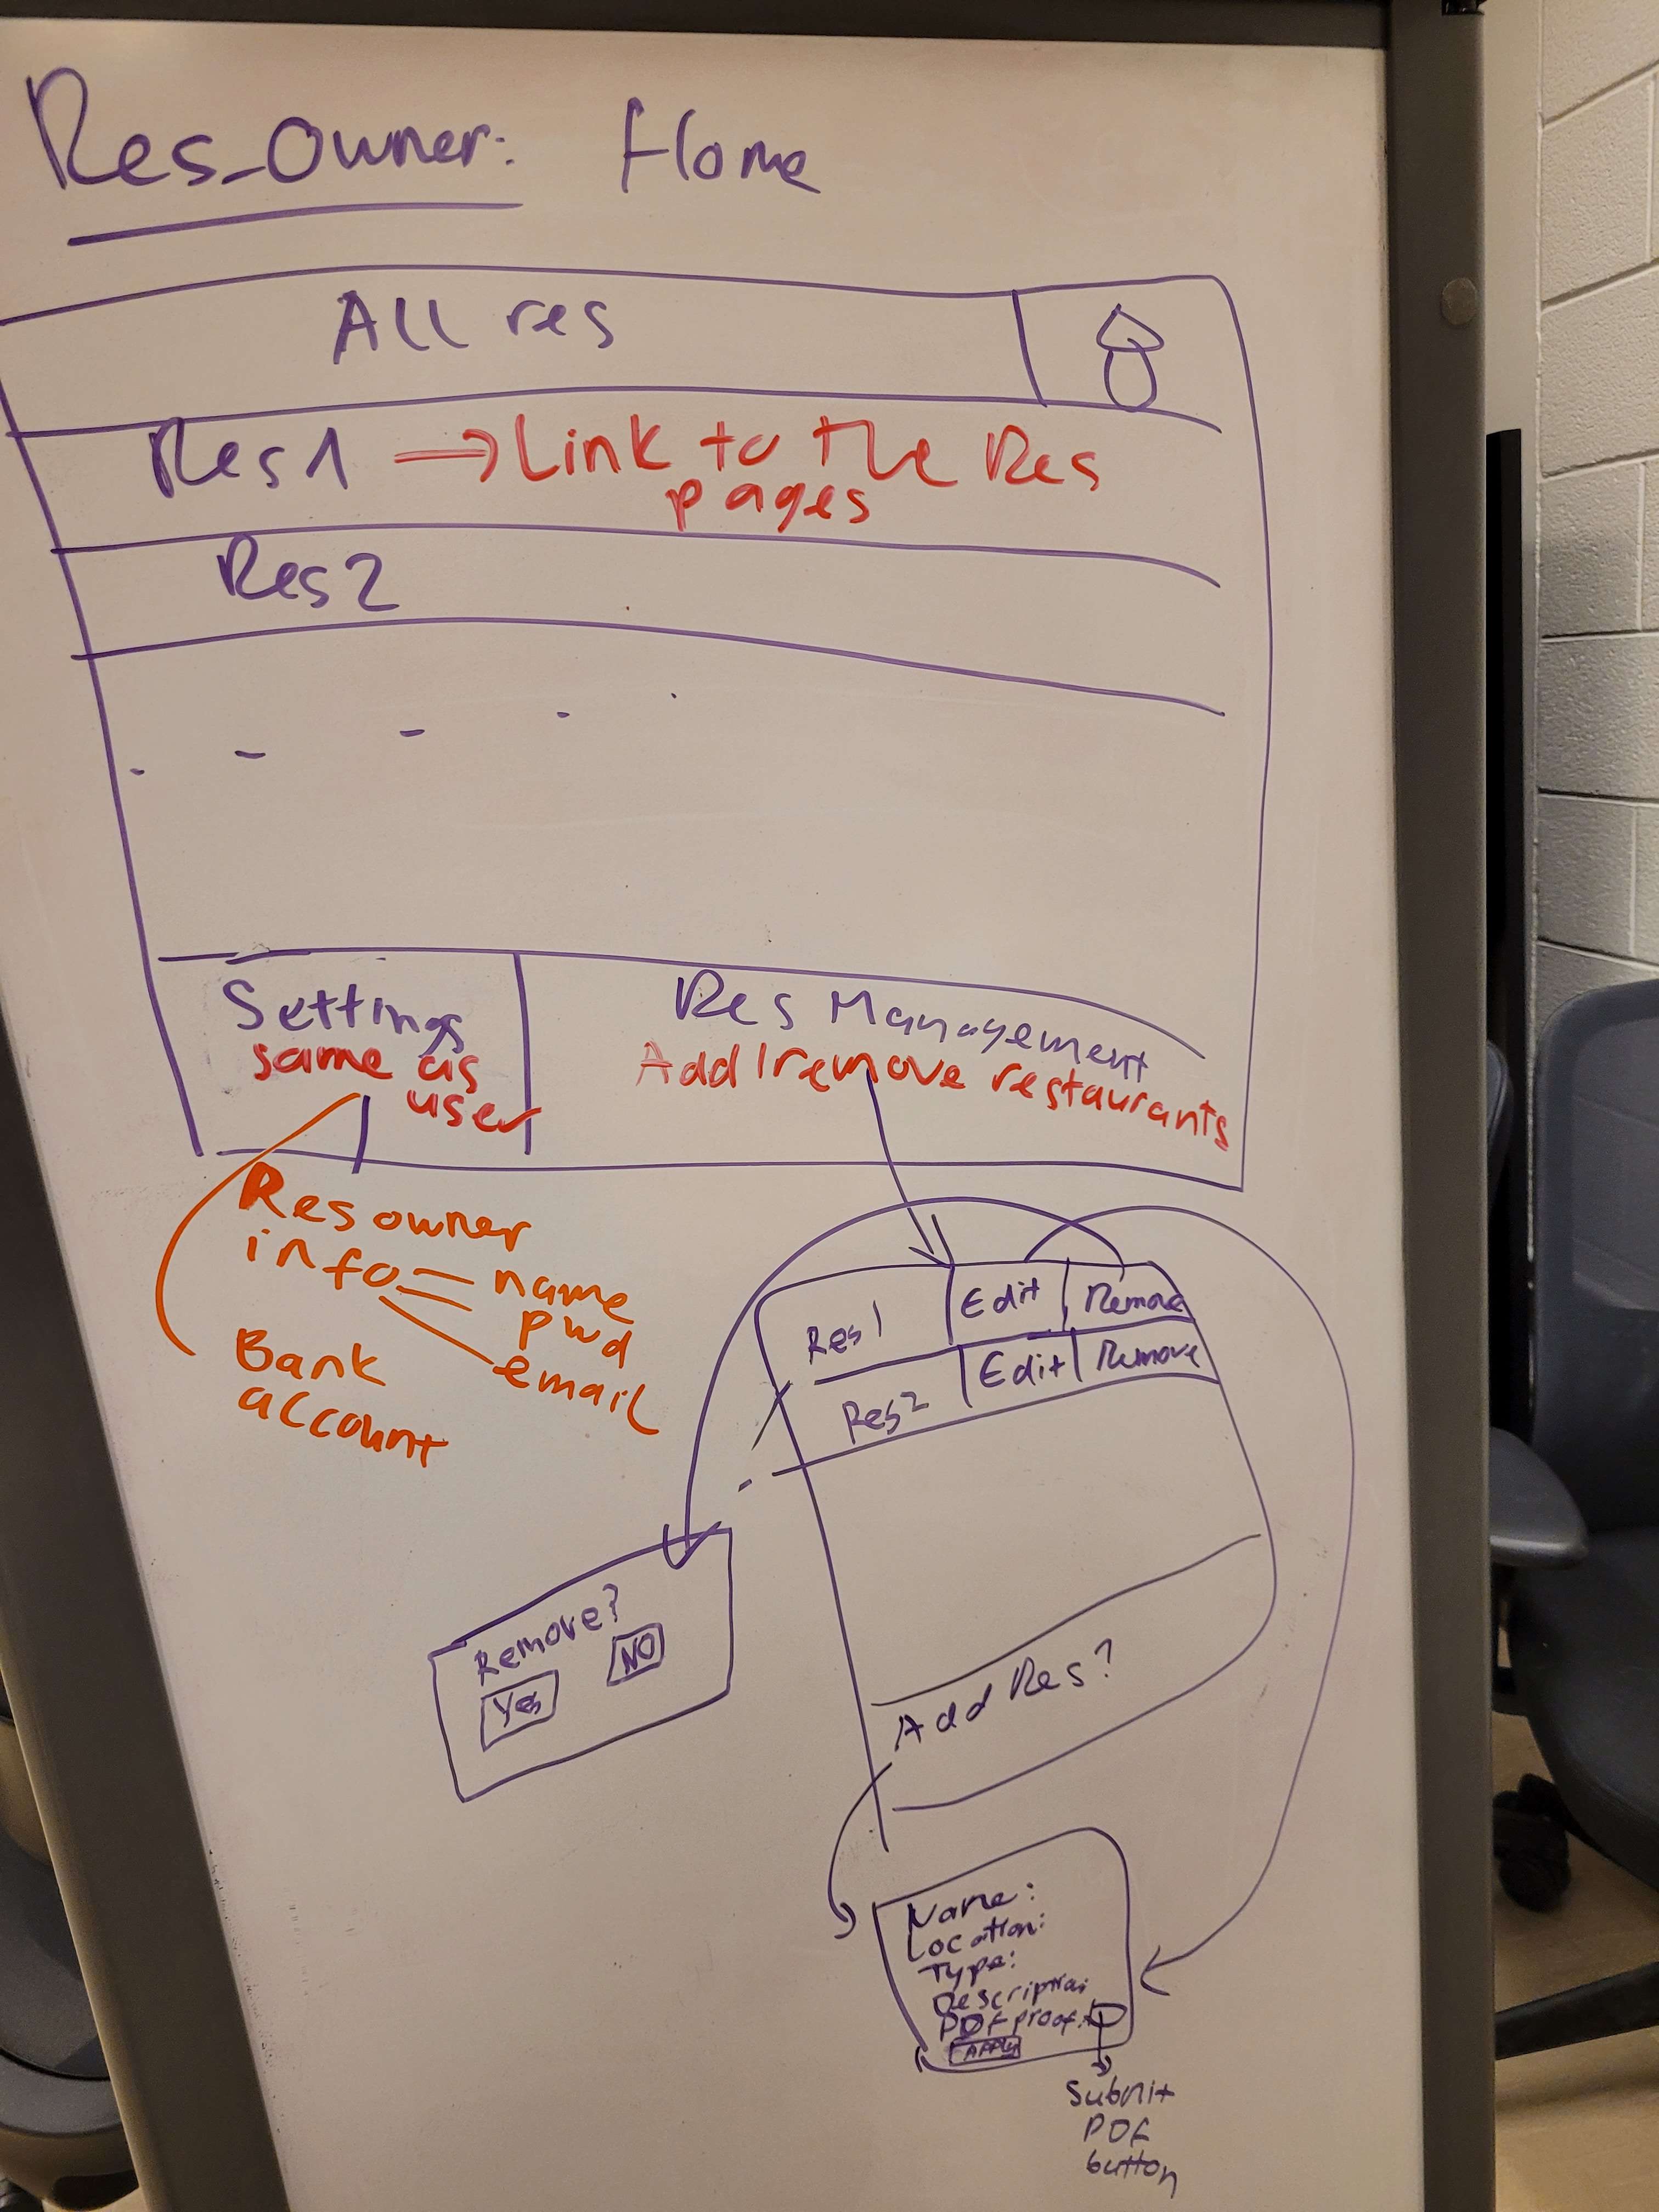 Res_Owner: Home
All res
Res1 → Link to the Res
pages
Res2
Settings
same as
user
Res Management
Add/remove restaurants
Res owner
info = name
pwd
email
Bank
account
Res1 Edit Remove
Res2 Edit Remove
Remove?
Yes NO
Add Res?
Name:
Location:
Type:
Description:
PDF proof:
APPLY
Submit
PDF
button